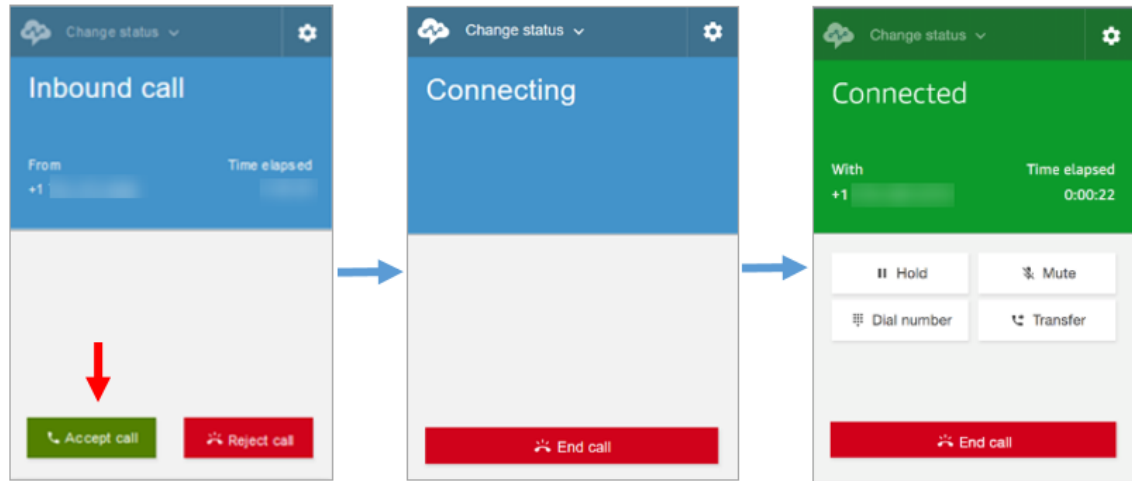 Change status
Inbound call
From
Time elapsed
+1
Accept call
Reject call
Change status
Connecting
End call
Change status
Connected
With
Time elapsed
+1
0:00:22
Hold
Mute
Dial number
Transfer
End call